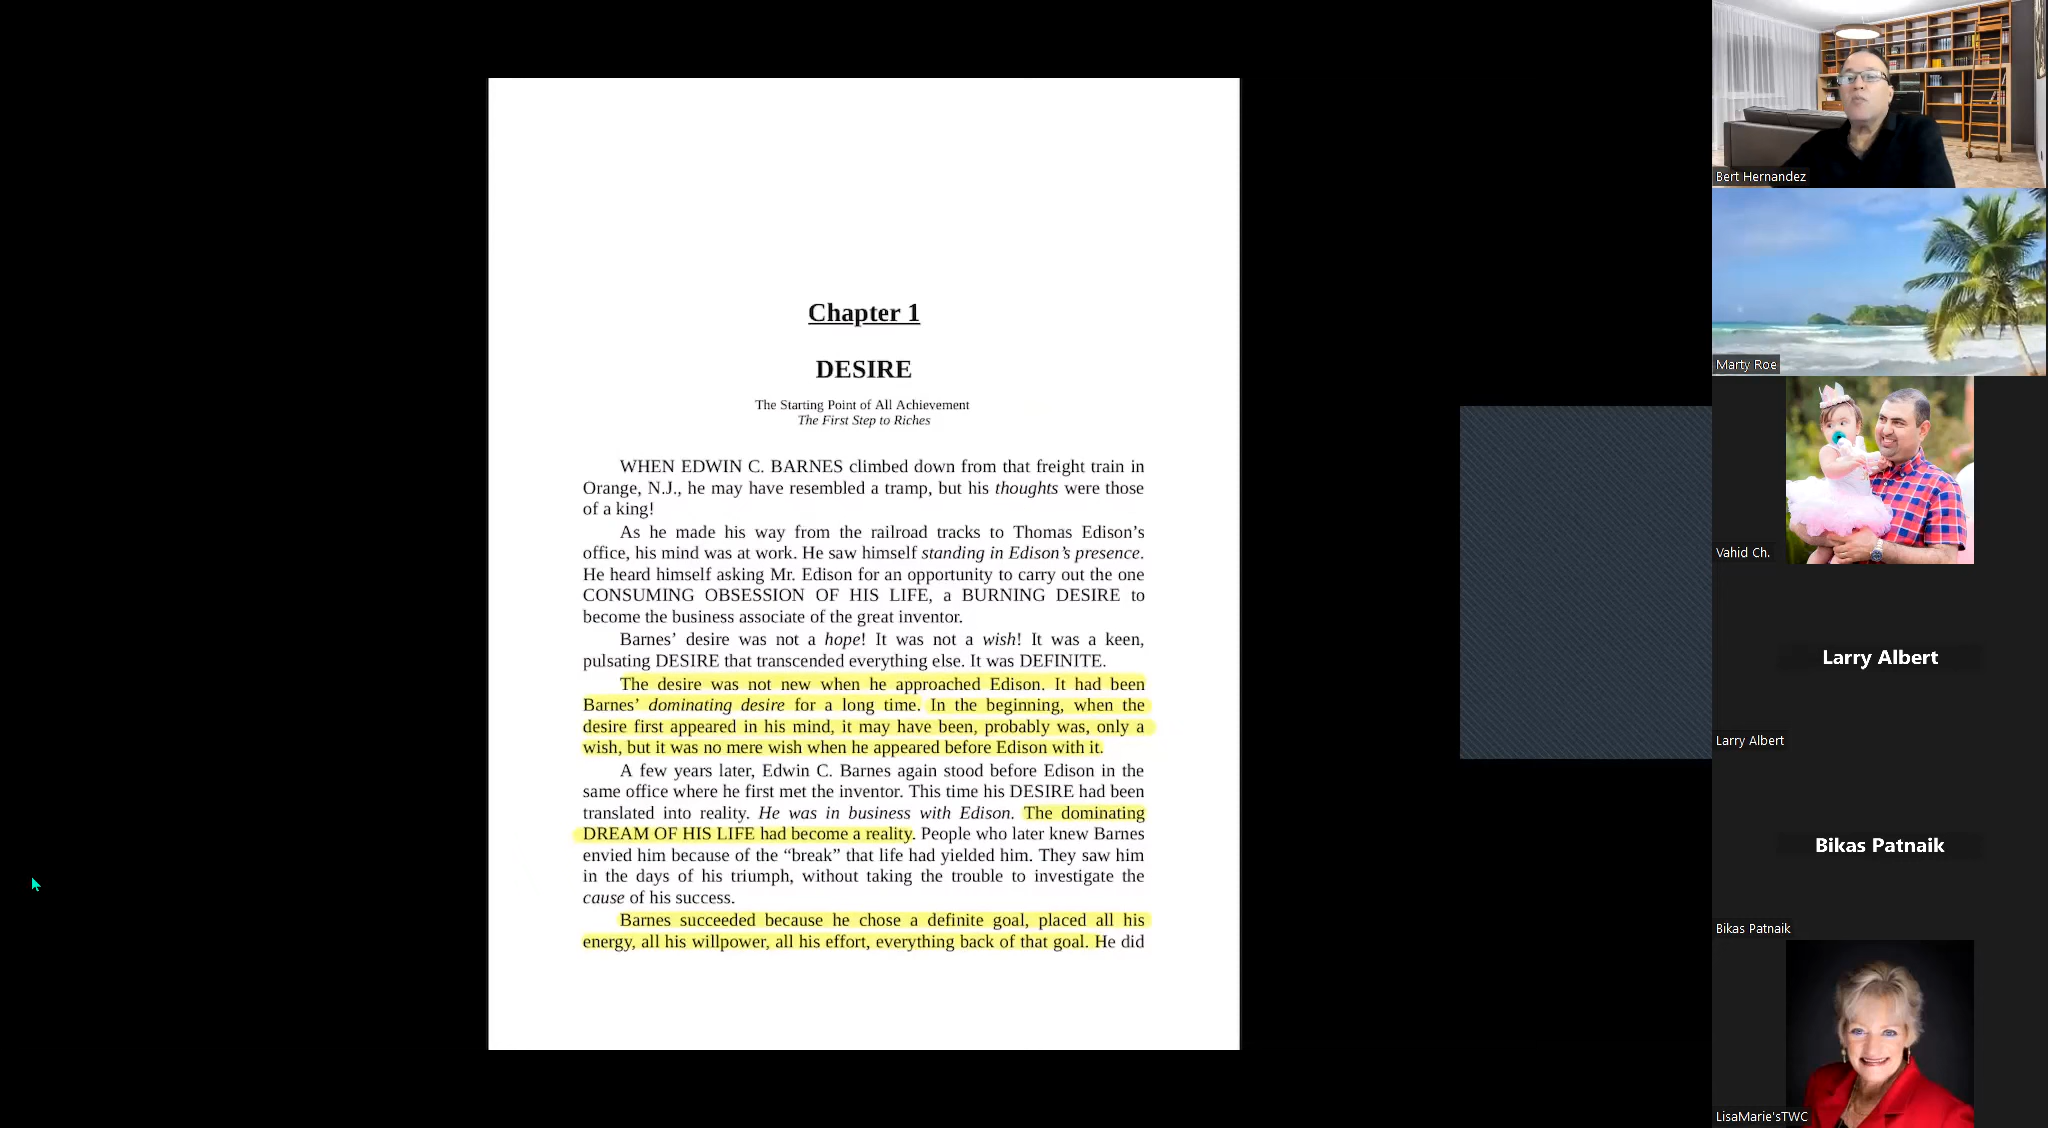 Chapter 1
DESIRE
The Starting Point of All Achievement
The First Step to Riches
WHEN EDWIN C. BARNES climbed down from that freight train in
Orange, N.J., he may have resembled a tramp, but his thoughts were those
of a king!
As he made his way from the railroad tracks to Thomas Edison’s
office, his mind was at work. He saw himself standing in Edison’s presence.
He heard himself asking Mr. Edison for an opportunity to carry out the one
CONSUMING OBSESSION OF HIS LIFE, a BURNING DESIRE to
become the business associate of the great inventor.
Barnes’ desire was not a hope! It was not a wish! It was a keen,
pulsating DESIRE that transcended everything else. It was DEFINITE.
The desire was not new when he approached Edison. It had been
Barnes’ dominating desire for a long time. In the beginning, when the
desire first appeared in his mind, it may have been, probably was, only a
wish, but it was no mere wish when he appeared before Edison with it.
A few years later, Edwin C. Barnes again stood before Edison in the
same office where he first met the inventor. This time his DESIRE had been
translated into reality. He was in business with Edison. The dominating
DREAM OF HIS LIFE had become a reality. People who later knew Barnes
envied him because of the “break” that life had yielded him. They saw him
in the days of his triumph, without taking the trouble to investigate the
cause of his success.
Barnes succeeded because he chose a definite goal, placed all his
energy, all his willpower, all his effort, everything back of that goal. He did
Bert Hernandez
Marty Roe
Vahid Ch.
Larry Albert
Larry Albert
Bikas Patnaik
Bikas Patnaik
LisaMarie'sTWC